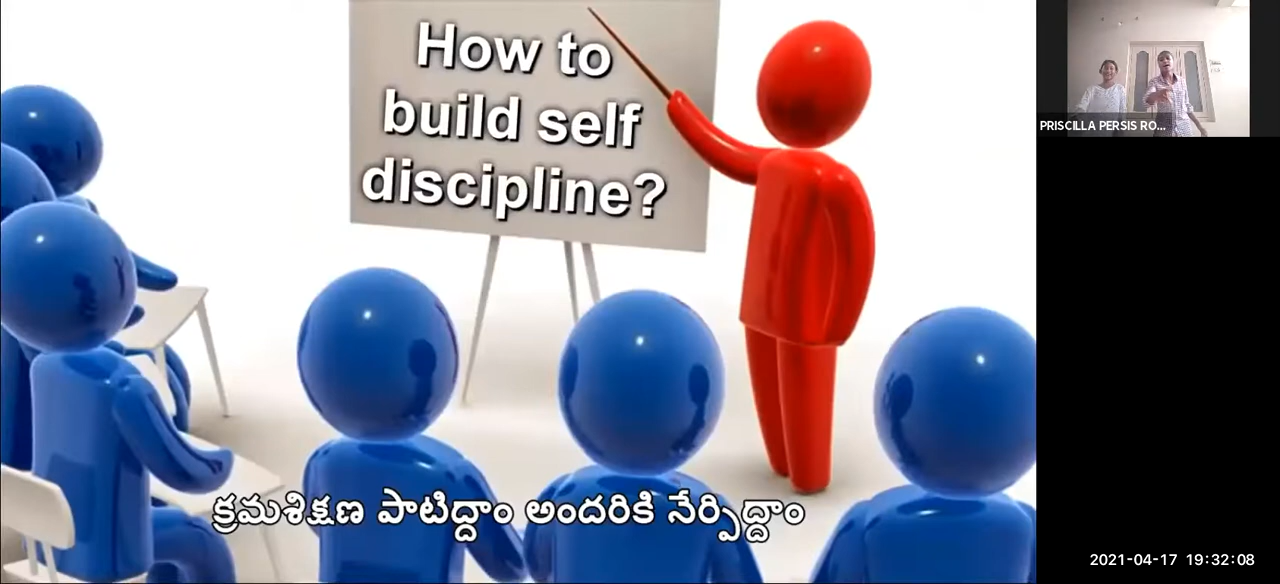 How to
build self
discipline?
PRISCILLA PERSIS RO...
క్రమశిక్షణ పాటిద్దాం అందరికి నేర్పిద్దాం
2021-04-17 19:32:08